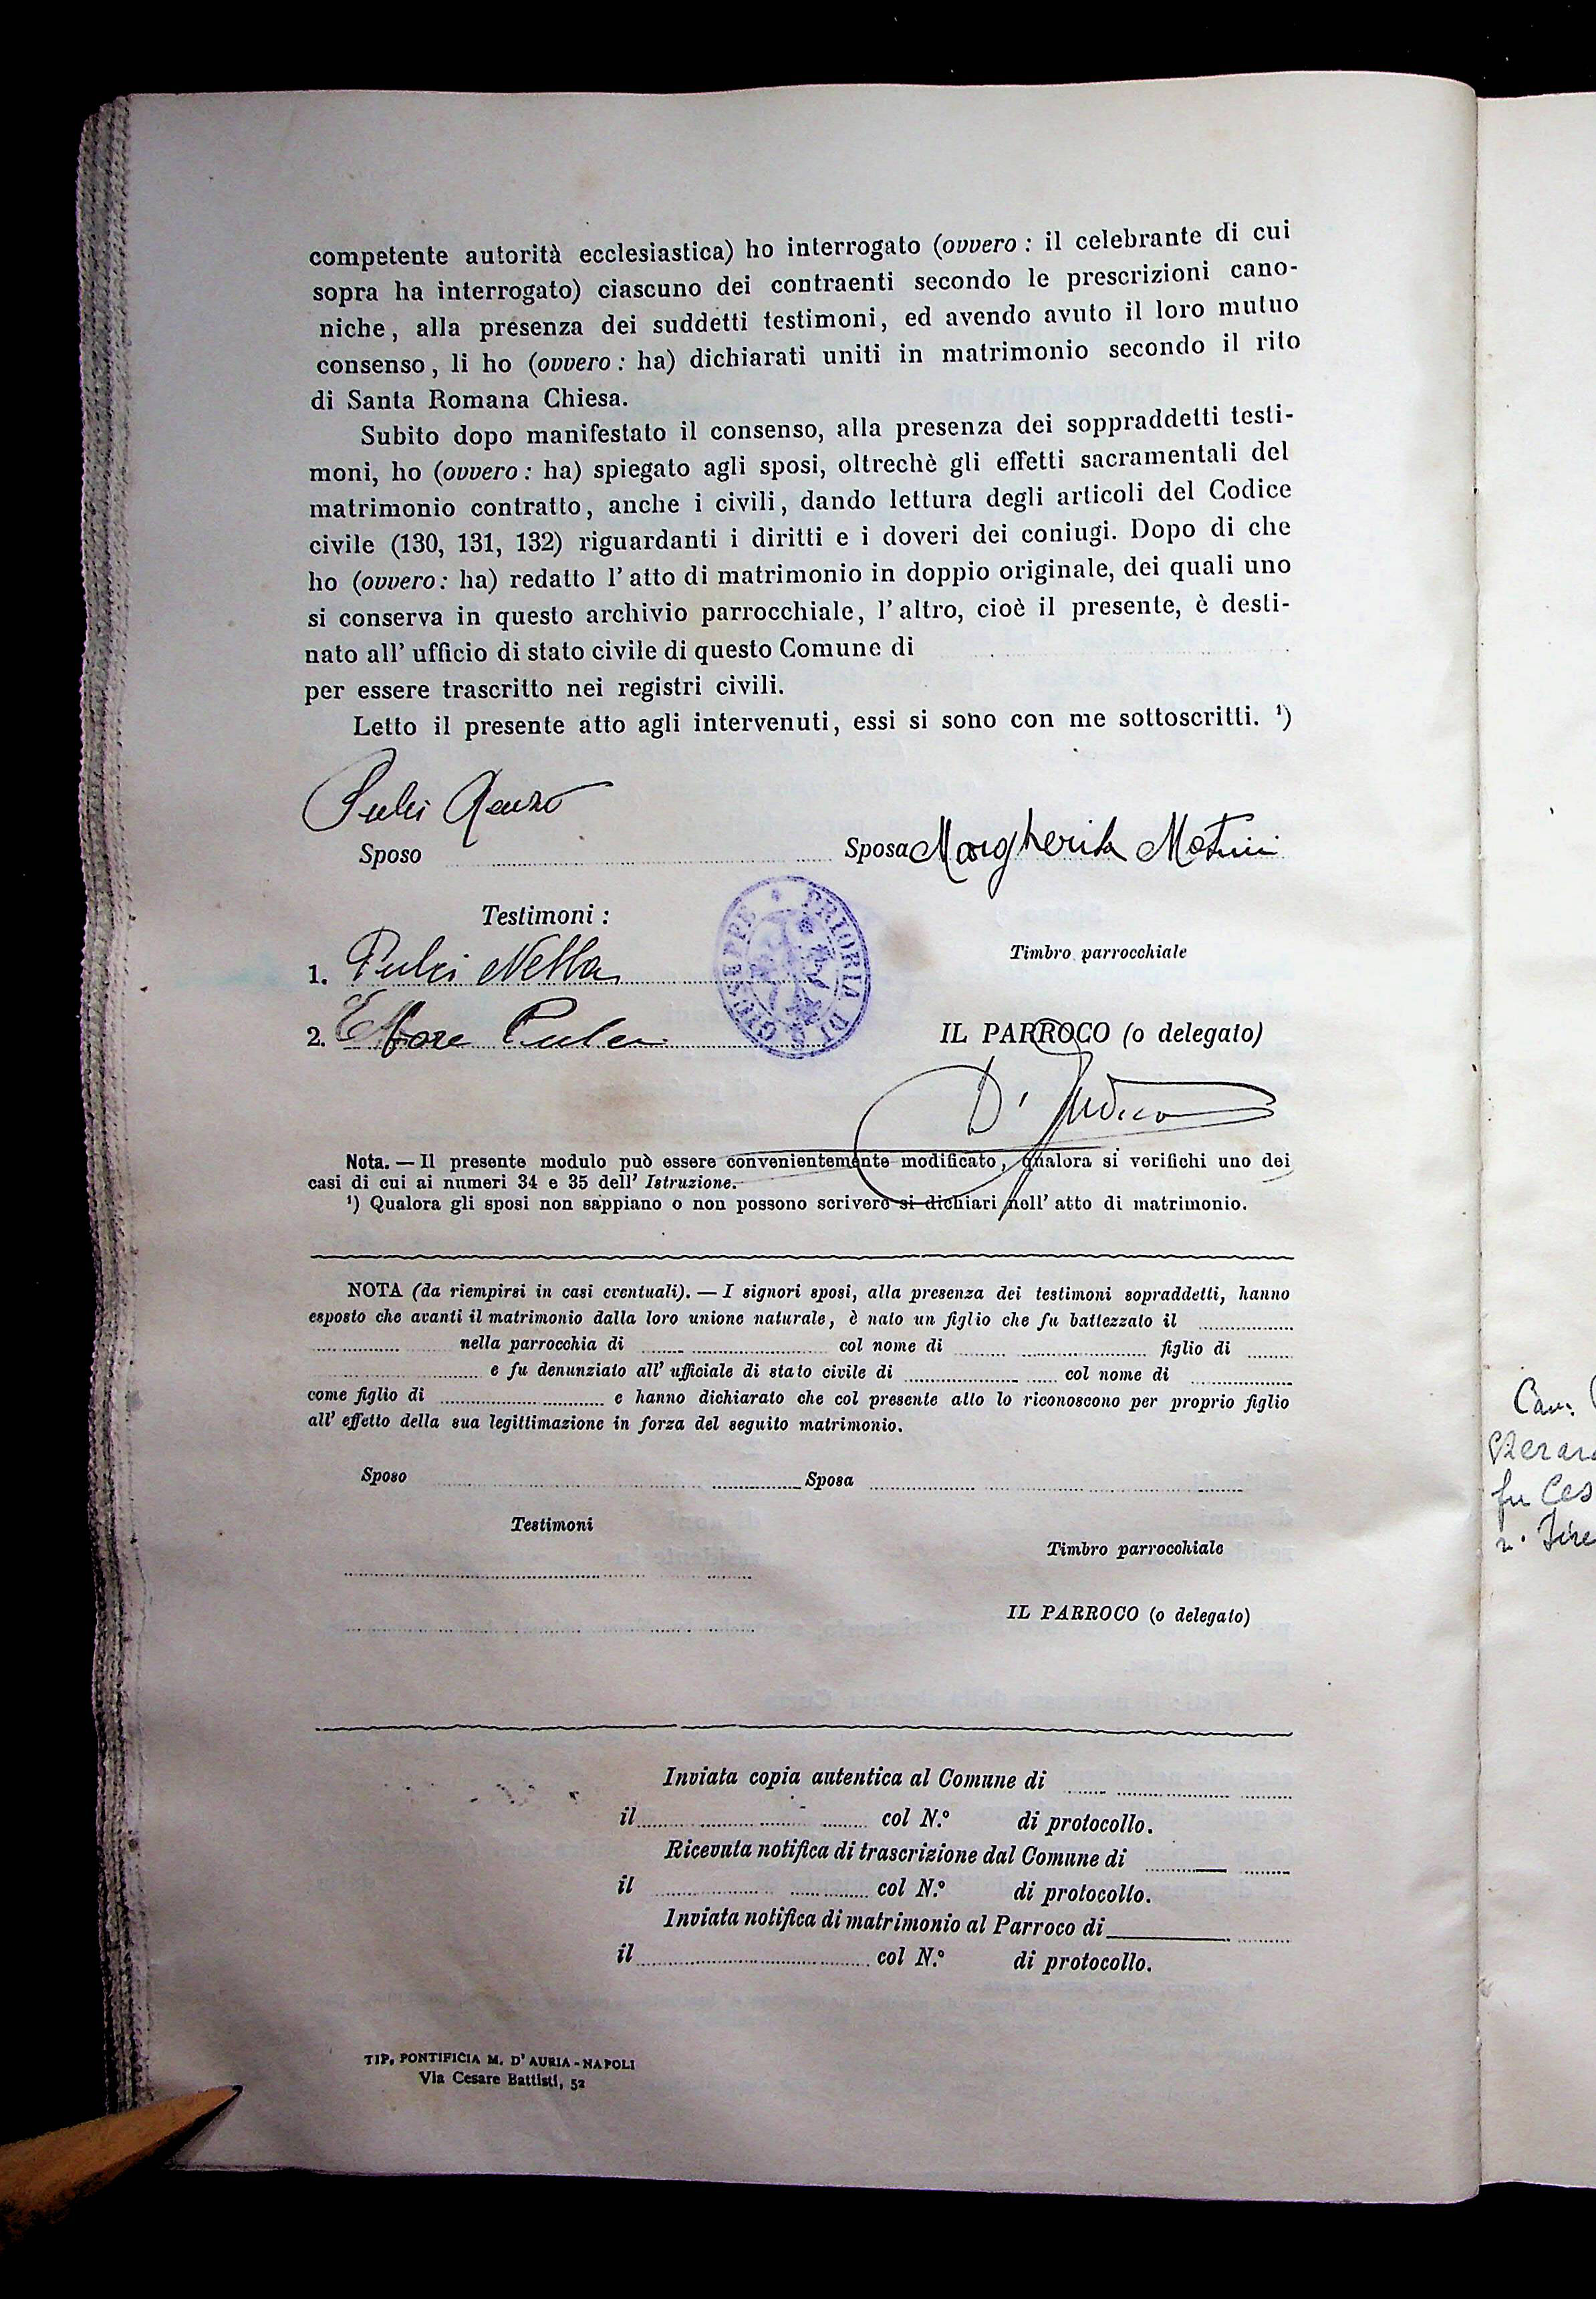 competente autorità ecclesiastica) ho interrogato (ovvero : il celebrante di cui
sopra ha interrogato) ciascuno dei contraenti secondo le prescrizioni cano-
niche, alla presenza dei suddetti testimoni, ed avendo avuto il loro mutuo
consenso, li ho (ovvero : ha) dichiarati uniti in matrimonio secondo il rito
di Santa Romana Chiesa.
Subito dopo manifestato il consenso, alla presenza dei soppraddetti testi-
moni, ho (ovvero : ha) spiegato agli sposi, oltrechè gli effetti sacramentali del
matrimonio contratto, anche i civili, dando lettura degli articoli del Codice
civile (130, 131, 132) riguardanti i diritti e i doveri dei coniugi. Dopo di che
ho (ovvero: ha) redatto l' atto di matrimonio in doppio originale, dei quali uno
si conserva in questo archivio parrocchiale, l' altro, cioè il presente, è desti-
nato all' ufficio di stato civile di questo Comune di
per essere trascritto nei registri civili.
Letto il presente atto agli intervenuti, essi si sono con me sottoscritti. ¹)
Pulci
Sposo
Sposa Margherita
Testimoni :
PRIORIA DI S. GIUSEPPE
Timbro parrocchiale
1. Pulci Nella
2. Ettore Pulci
IL PARROCO (o delegato)
Nota. — Il presente modulo può essere convenientemente modificato, qualora si verifichi uno dei
casi di cui ai numeri 34 e 35 dell' Istruzione.
¹) Qualora gli sposi non sappiano o non possono scrivere si dichiari nell' atto di matrimonio.
NOTA (da riempirsi in casi eventuali). — I signori sposi, alla presenza dei testimoni sopraddetti, hanno
esposto che avanti il matrimonio dalla loro unione naturale, è nato un figlio che fu battezzato il
nella parrocchia di col nome di figlio di
e fu denunziato all' ufficiale di stato civile di col nome di
come figlio di e hanno dichiarato che col presente atto lo riconoscono per proprio figlio
all' effetto della sua legittimazione in forza del seguito matrimonio.
Sposo Sposa
Testimoni
Timbro parrocchiale
IL PARROCO (o delegato)
Inviata copia autentica al Comune di
il col N.º di protocollo.
Ricevuta notifica di trascrizione dal Comune di
il col N.º di protocollo.
Inviata notifica di matrimonio al Parroco di
il col N.º di protocollo.
TIP. PONTIFICIA M. D' AURIA - NAPOLI
Via Cesare Battisti, 52